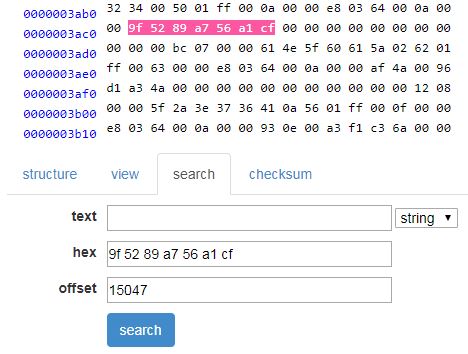 0000003ab0 32 34 00 50 01 ff 00 0a 00 00 e8 03 64 00 0a 00
0000003ac0 00 9f 52 89 a7 56 a1 cf 00 00 00 00 00 00 00 00
0000003ad0 00 00 00 bc 07 00 00 61 4e 5f 60 61 5a 02 60 01
0000003ae0 ff 00 63 00 00 e8 03 64 00 0a 00 00 af 4a 00 96
0000003af0 d1 a3 4a 00 00 00 00 00 00 00 00 00 00 00 12 08
0000003b00 00 00 5f 2a 3e 37 36 41 0a 56 01 ff 00 0f 00 00
0000003b10 e8 03 64 00 0a 00 00 93 0e 00 a3 f1 c3 6a 00 00
structure view search checksum
text string
hex 9f 52 89 a7 56 a1 cf
offset 15047
search